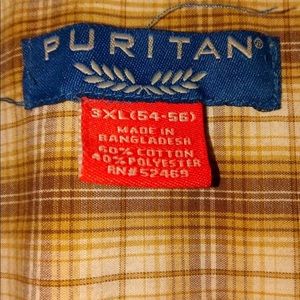 PURITAN®
3XL(54-56)
MADE IN
BANGLADESH
60% COTTON
40% POLYESTER
RN# 52469